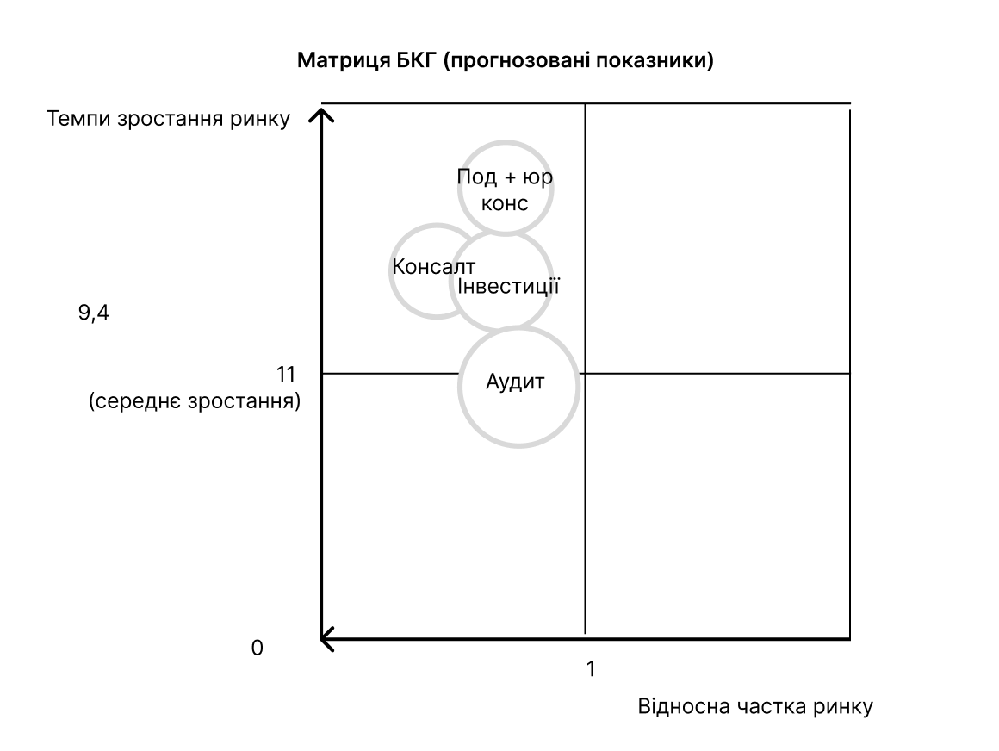 Матриця БКГ (прогнозовані показники)
Темпи зростання ринку
Под + юр
конс
Консалт
Інвестиції
9,4
11
(середнє зростання)
Аудит
0
1
Відносна частка ринку